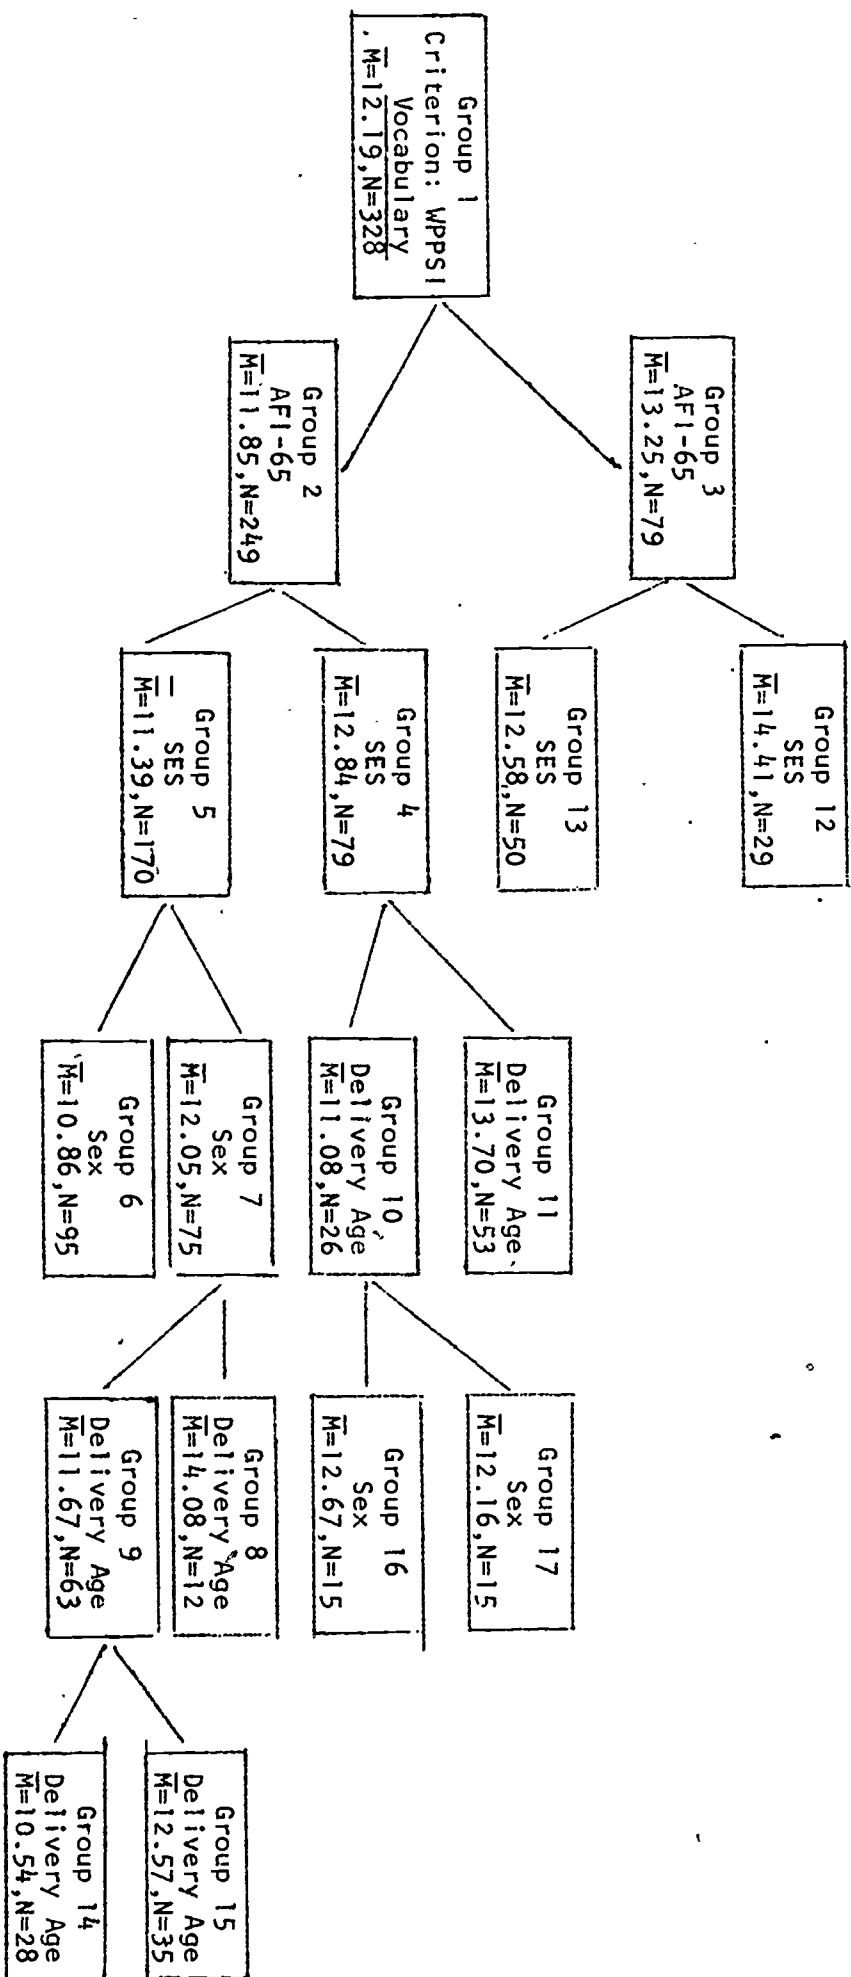 Group 1
Criterion: WPPSI
Vocabulary
M=12.19,N=328
Group 3
AFI-65
M=13.25,N=79
Group 2
AFI-65
M=11.85,N=249
Group 12
SES
M=14.41,N=29
Group 13
SES
M=12.58,N=50
Group 4
SES
M=12.84,N=79
Group 5
SES
M=11.39,N=170
Group 11
Delivery Age
M=13.70,N=53
Group 10
Delivery Age
M=11.08,N=26
Group 7
Sex
M=12.05,N=75
Group 6
Sex
M=10.86,N=95
Group 17
Sex
M=12.16,N=15
Group 16
Sex
M=12.67,N=15
Group 8
Delivery Age
M=14.08,N=12
Group 9
Delivery Age
M=11.67,N=63
Group 15
Delivery Age
M=12.57,N=35
Group 14
Delivery Age
M=10.54,N=28